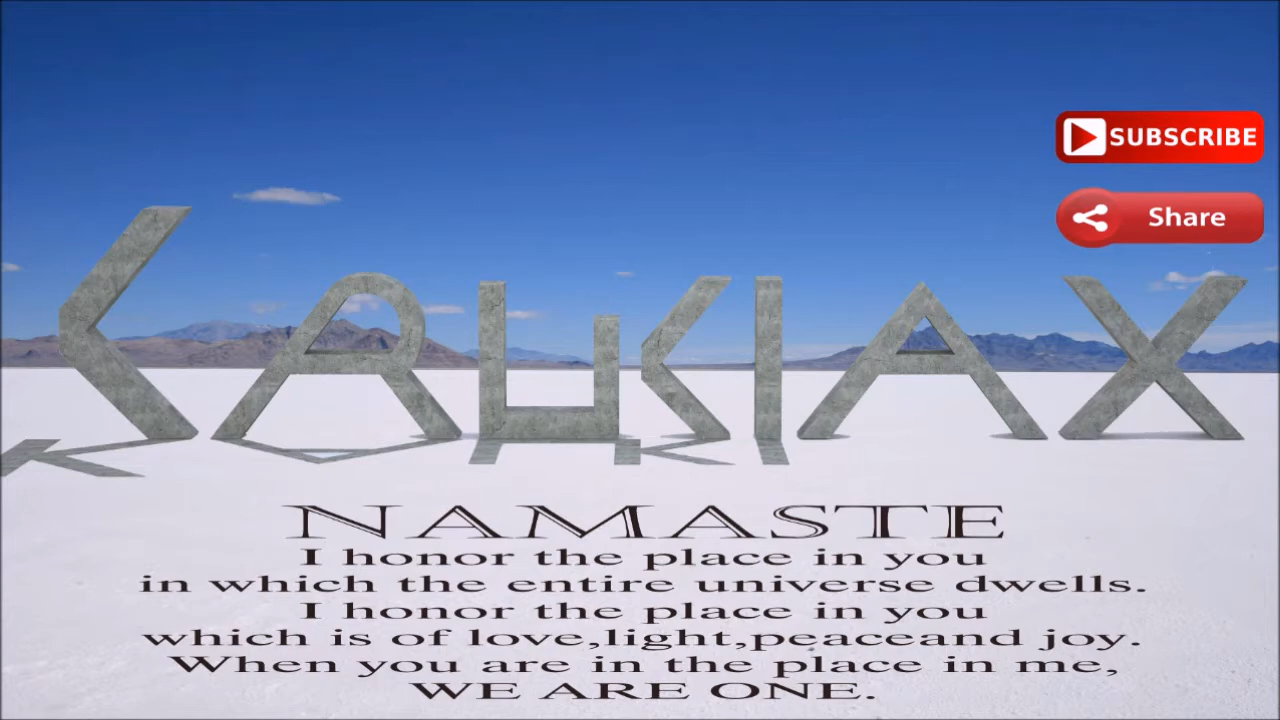 SUBSCRIBE
Share
NAMASTE
I honor the place in you
in which the entire universe dwells.
I honor the place in you
which is of love,light,peaceand joy.
When you are in the place in me,
WE ARE ONE.